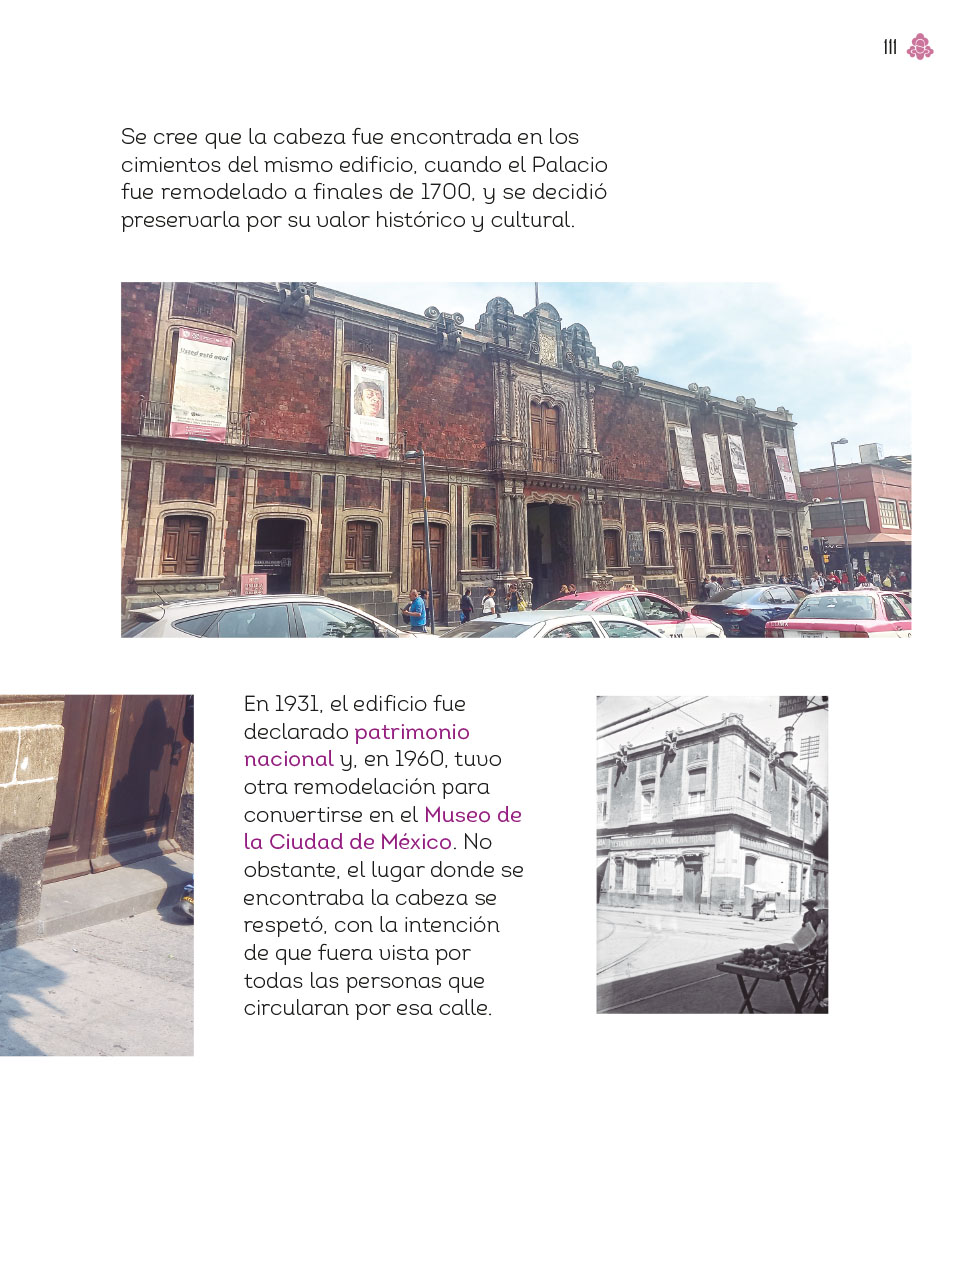 111
Se cree que la cabeza fue encontrada en los
cimientos del mismo edificio, cuando el Palacio
fue remodelado a finales de 1700, y se decidió
preservarla por su valor histórico y cultural.
Usted está aquí
TAXI
En 1931, el edificio fue
declarado patrimonio
nacional y, en 1960, tuvo
otra remodelación para
convertirse en el Museo de
la Ciudad de México. No
obstante, el lugar donde se
encontraba la cabeza se
respetó, con la intención
de que fuera vista por
todas las personas que
circularan por esa calle.